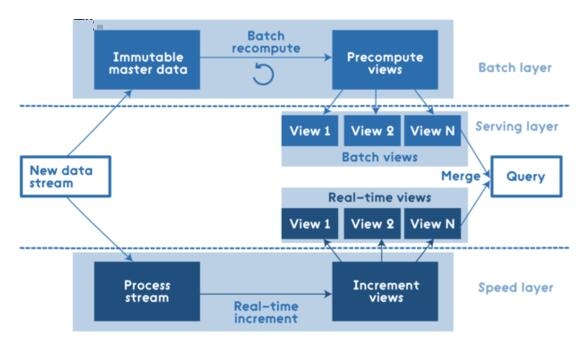 Batch
recompute
Immutable
master data
Precompute
views
Batch layer
View 1
View 2
View N
Serving layer
Batch views
New data
stream
Merge
Query
Real-time views
View 1
View 2
View N
Process
stream
Increment
views
Speed layer
Real-time
increment